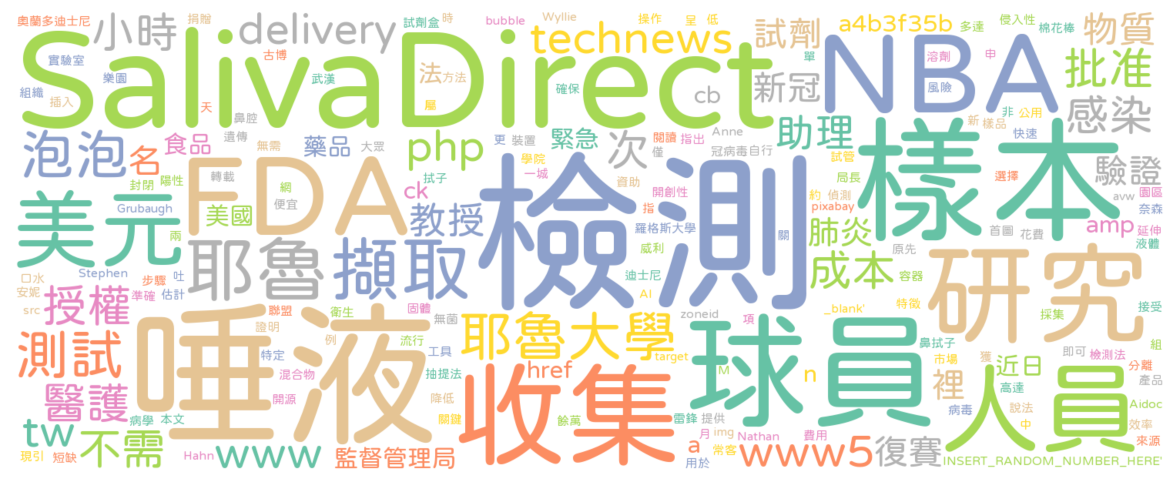 奧蘭多迪士尼 捐贈 小時 delivery 試劑盒 時 bubble Wyllie 操作 呈 低 a4b3f35b 多達 侵入性 棉花棒 物質
SalivaDirect technews 試劑 NBA 單 溶劑 申 批准
實驗室 古博 法 方法 確保 cb 新冠 風險 感染
組織 樂園 插入 武漢 天 屋 非 公用
泡泡 名 食品 鼻腔 遺傳 藥品 大眾 php 更 裝置 緊急 次 閱讀 僅 指出 Anne 冠病毒自行 助理 新 樣品 快速 樣本 驗證
封閉 陽性 轉載 無需 FDA 拭子 ck 學院 一城 檢測 資助 開創性 試管 局長 選擇 avw 園區
美元 Grubaugh 兩 美國 網 便宜 教授 指 羅格斯大學 豹 偵測 pixabay 奈森 amp 延伸
耶魯 擷取 威利 關 肺炎 原先 首圖 花費 液體
口水 Stephen 步驟 吐 迪士尼 成本 容器
安妮 src 授權 準確 估計 聯盟 衛生 固體 無菌 AI zoneid 項 _blank' 特徵 採集 接受 研究
測試 唾液 證明 例 流行 耶魯大學 球員 鼻拭子 即可 檢測法 組
特定 混合物 工具 抽提法 href target M n 市場 獲 近日 分離
醫護 開源 降低 收集 裡 高達 產品 人員
tw 病學 本文 關鍵 餘萬 雷鋒 提供 病毒 說法 Aidoc
不需 www a 月 img 中 效率
現引 短缺 Hahn 監督管理局 用於 Nathan 常客 費用 www5 復賽 來源
INSERT_RANDOM_NUMBER_HERE'